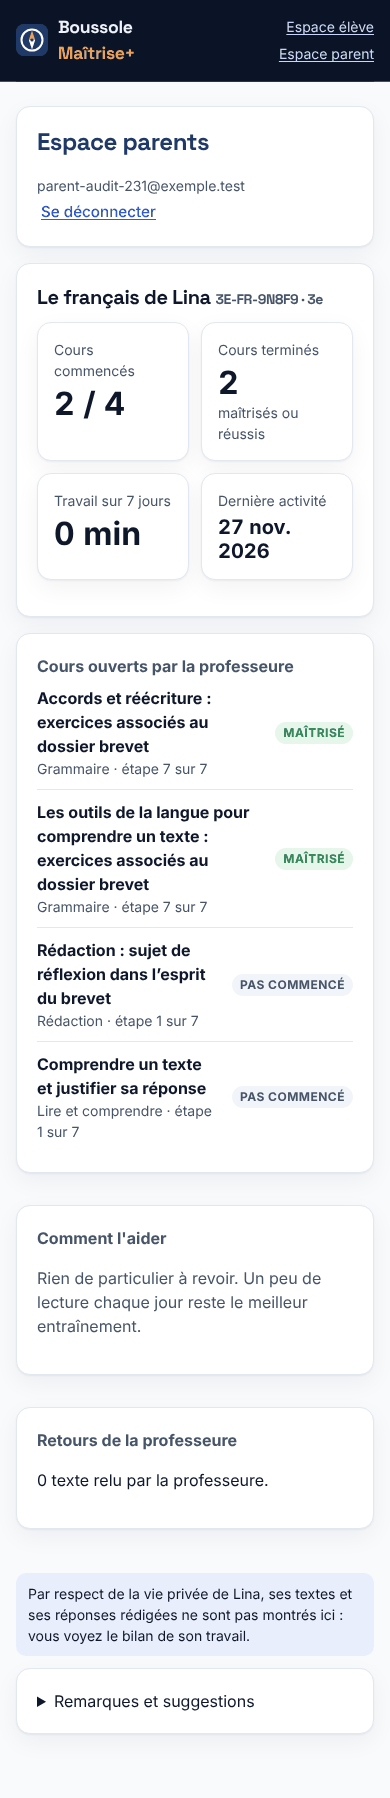 Boussole
Maîtrise+
Espace élève
Espace parent
Espace parents
parent-audit-231@exemple.test
Se déconnecter
Le français de Lina 3E-FR-9N8F9 · 3e
Cours
commencés
2 / 4
Cours terminés
2
maîtrisés ou
réussis
Travail sur 7 jours
0 min
Dernière activité
27 nov.
2026
Cours ouverts par la professeure
Accords et réécriture :
exercices associés au
dossier brevet
Grammaire · étape 7 sur 7
MAÎTRISÉ
Les outils de la langue pour
comprendre un texte :
exercices associés au
dossier brevet
Grammaire · étape 7 sur 7
MAÎTRISÉ
Rédaction : sujet de
réflexion dans l’esprit
du brevet
Rédaction · étape 1 sur 7
PAS COMMENCÉ
Comprendre un texte
et justifier sa réponse
Lire et comprendre · étape
1 sur 7
PAS COMMENCÉ
Comment l'aider
Rien de particulier à revoir. Un peu de
lecture chaque jour reste le meilleur
entraînement.
Retours de la professeure
0 texte relu par la professeure.
Par respect de la vie privée de Lina, ses textes et
ses réponses rédigées ne sont pas montrés ici :
vous voyez le bilan de son travail.
Remarques et suggestions